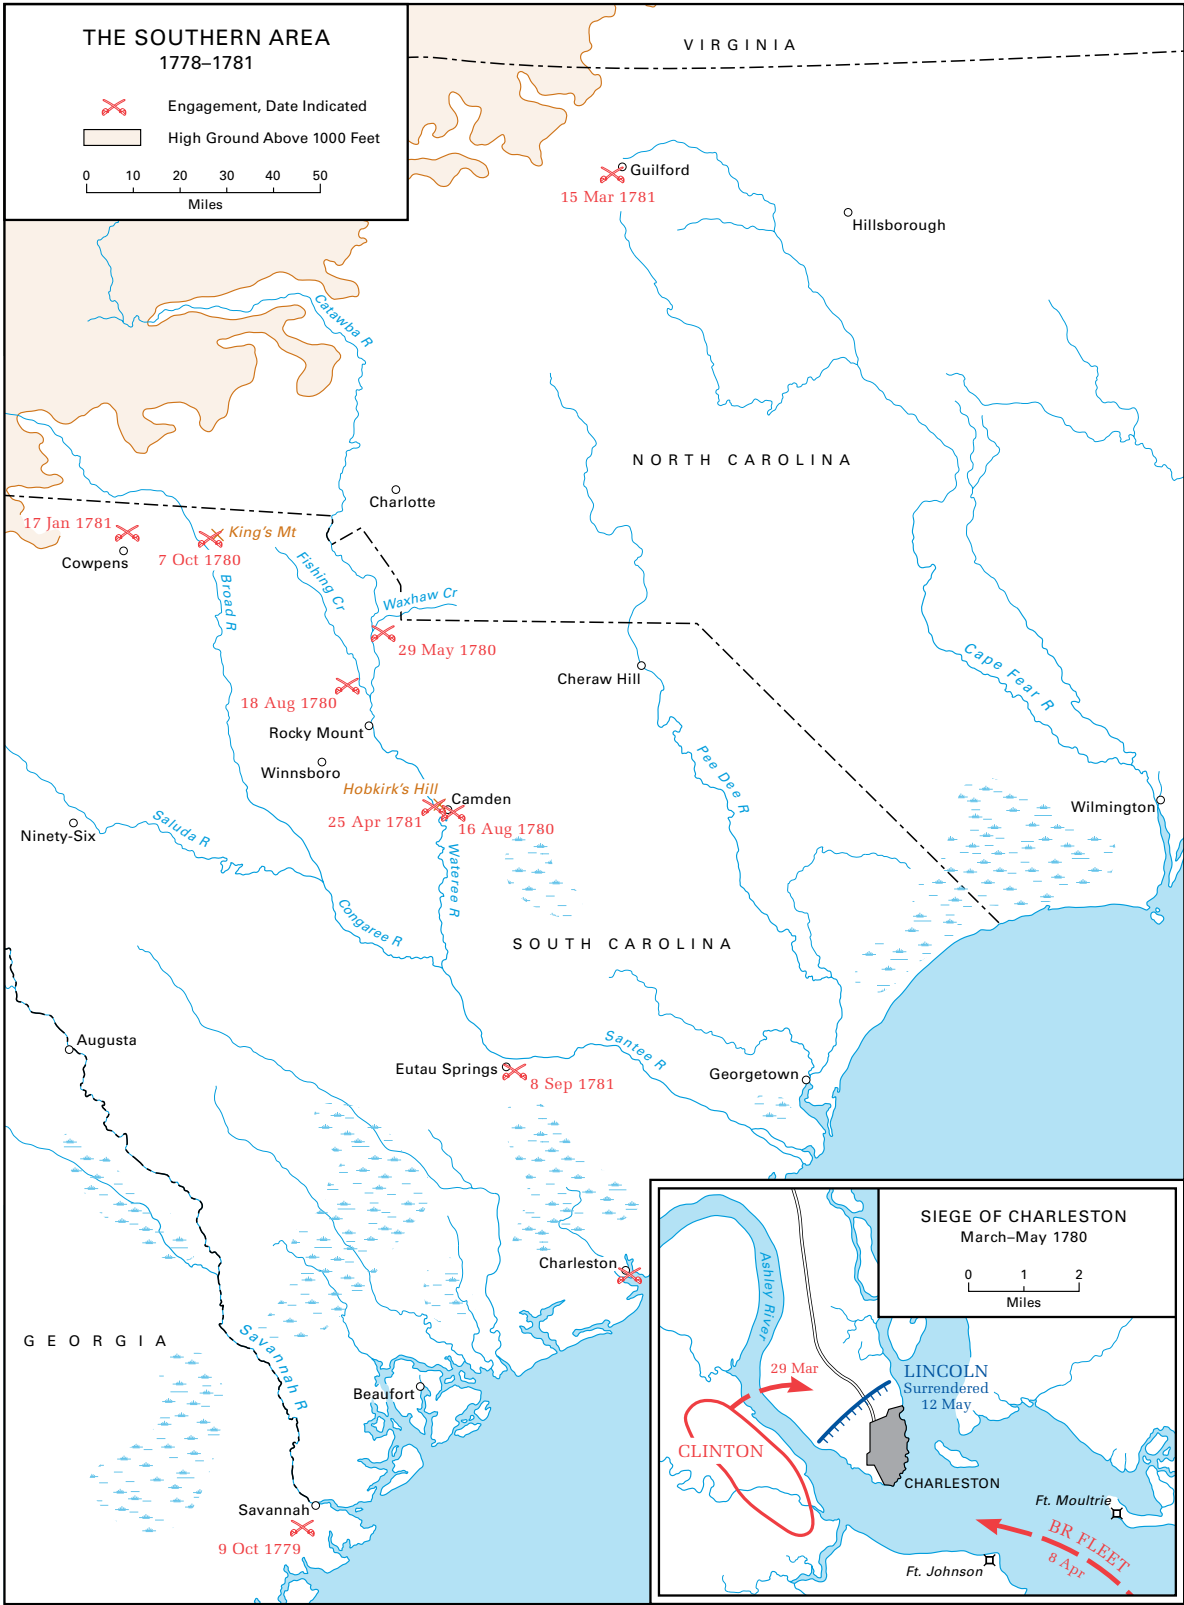 THE SOUTHERN AREA
1778–1781
Engagement, Date Indicated
High Ground Above 1000 Feet
0 10 20 30 40 50
Miles
VIRGINIA
Guilford
15 Mar 1781
Hillsborough
Catawba R
NORTH CAROLINA
Charlotte
17 Jan 1781
King's Mt
Cowpens
7 Oct 1780
Fishing Cr
Broad R
Waxhaw Cr
29 May 1780
Cape Fear R
Cheraw Hill
18 Aug 1780
Rocky Mount
Winnsboro
Pee Dee R
Hobkirk's Hill
Camden
Wilmington
25 Apr 1781
16 Aug 1780
Ninety-Six
Saluda R
Wateree R
Congaree R
SOUTH CAROLINA
Augusta
Santee R
Eutau Springs
Georgetown
8 Sep 1781
Charleston
GEORGIA
Savannah R
Beaufort
Savannah
9 Oct 1779
SIEGE OF CHARLESTON
March–May 1780
0 1 2
Miles
Ashley River
29 Mar
LINCOLN
Surrendered
12 May
CLINTON
CHARLESTON
Ft. Moultrie
BR FLEET
8 Apr
Ft. Johnson